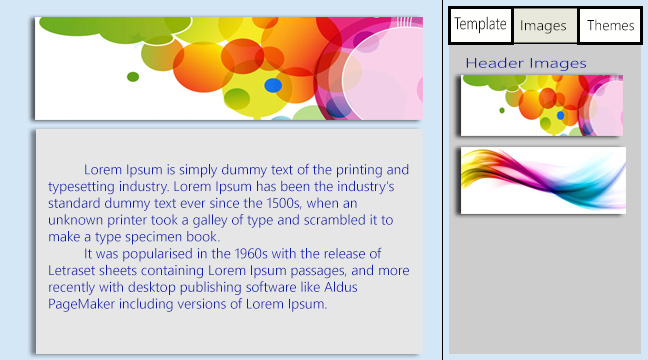 Template
Images
Themes
Header Images
Lorem Ipsum is simply dummy text of the printing and
typesetting industry. Lorem Ipsum has been the industry's
standard dummy text ever since the 1500s, when an
unknown printer took a galley of type and scrambled it to
make a type specimen book.
It was popularised in the 1960s with the release of
Letraset sheets containing Lorem Ipsum passages, and more
recently with desktop publishing software like Aldus
PageMaker including versions of Lorem Ipsum.